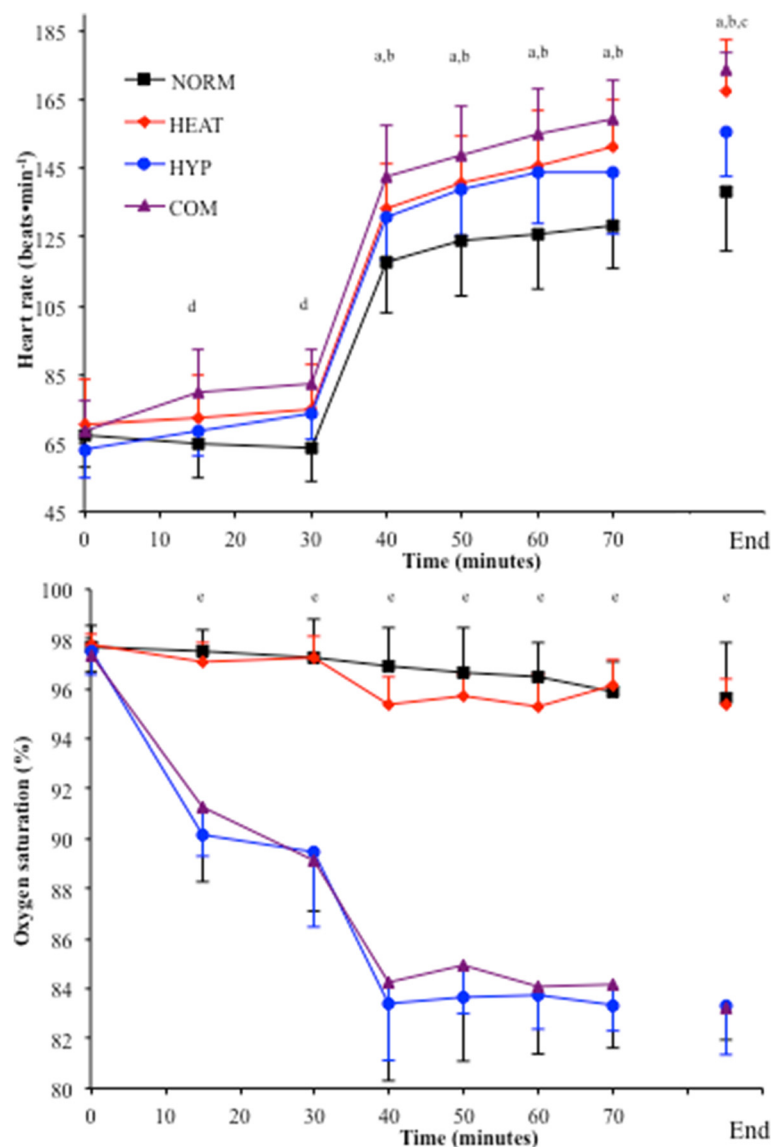 185
a,b a,b a,b a,b a,b,c
NORM
165
HEAT
HYP
145
COM
125
Heart rate (beats•min⁻¹)
105
d d
85
65
45
0 10 20 30 40 50 60 70 End
Time (minutes)
100
e e e e e e e
98
96
94
92
90
Oxygen saturation (%)
88
86
84
82
80
0 10 20 30 40 50 60 70 End
Time (minutes)